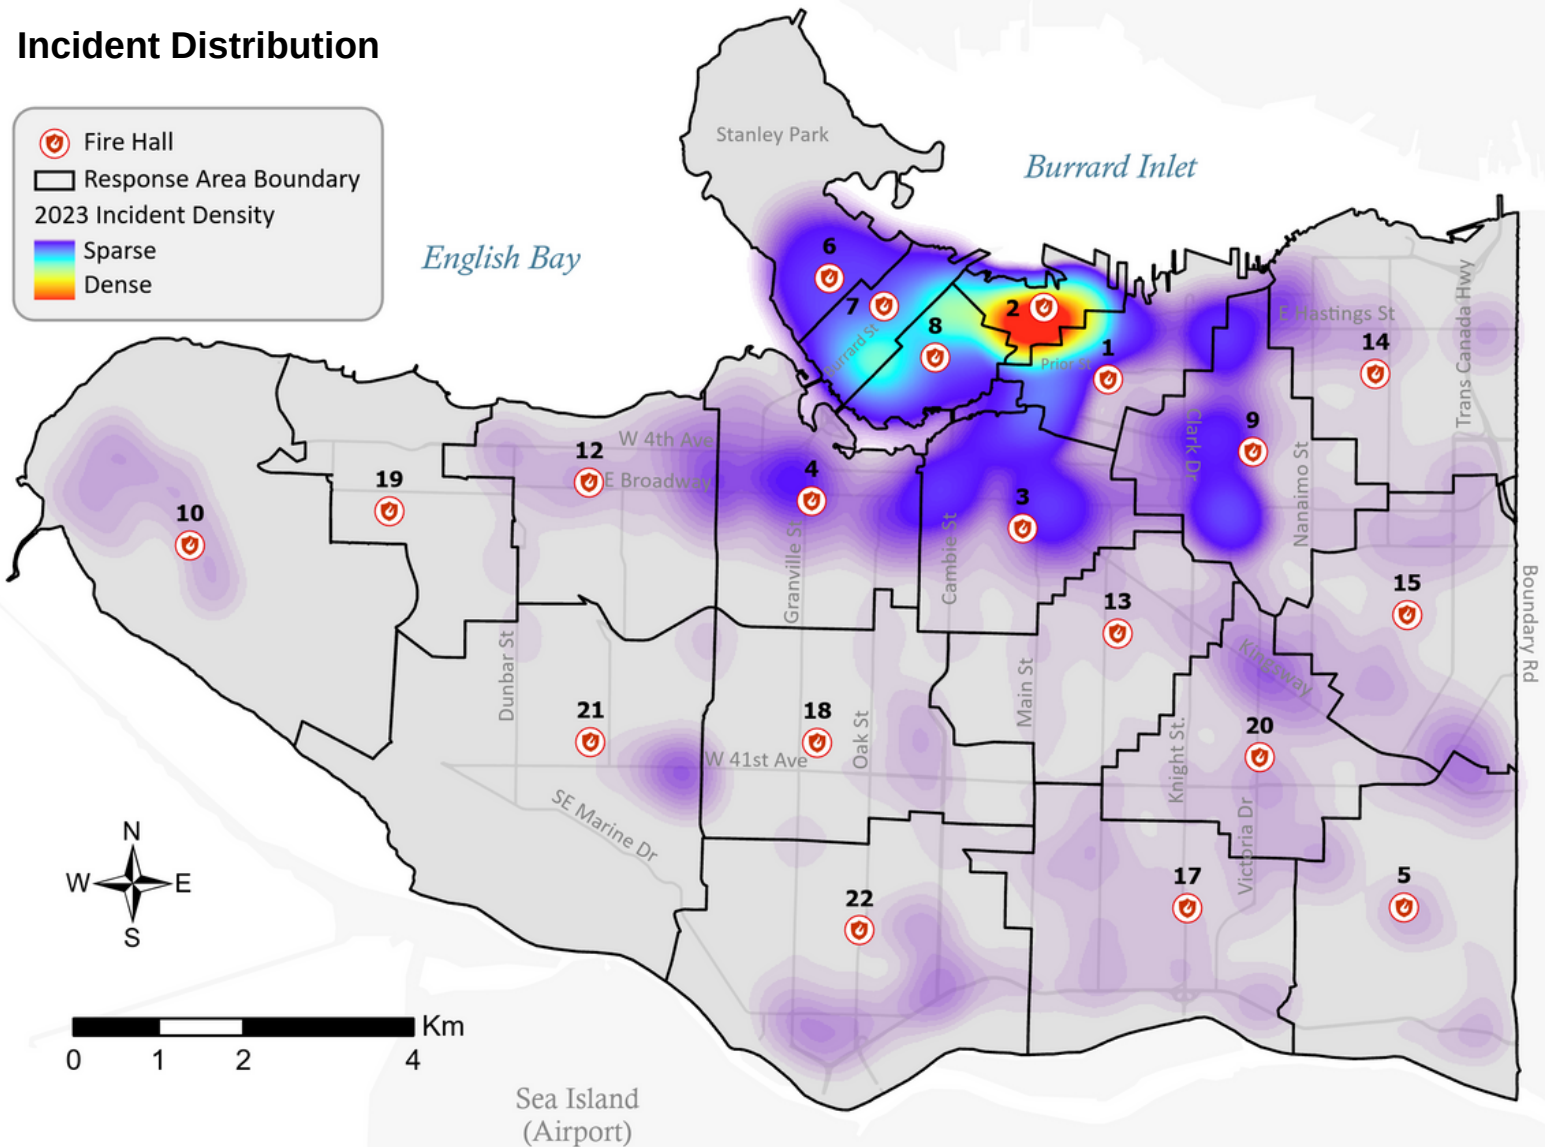 Incident Distribution
Fire Hall
Response Area Boundary
2023 Incident Density
Sparse
Dense
Stanley Park
Burrard Inlet
English Bay
6
7
2
8
Burrard St
1
Prior St
E Hastings St
14
Trans Canada Hwy
W 4th Ave
12
E Broadway
4
19
10
3
Clark Dr
9
Nanaimo St
Granville St
Cambie St
13
15
Boundary Rd
Kingsway
Dunbar St
21
18
Oak St
Main St
W 41st Ave
Knight St.
20
SE Marine Dr
Victoria Dr
22
17
5
N
W E
S
Km
0 1 2 4
Sea Island
(Airport)